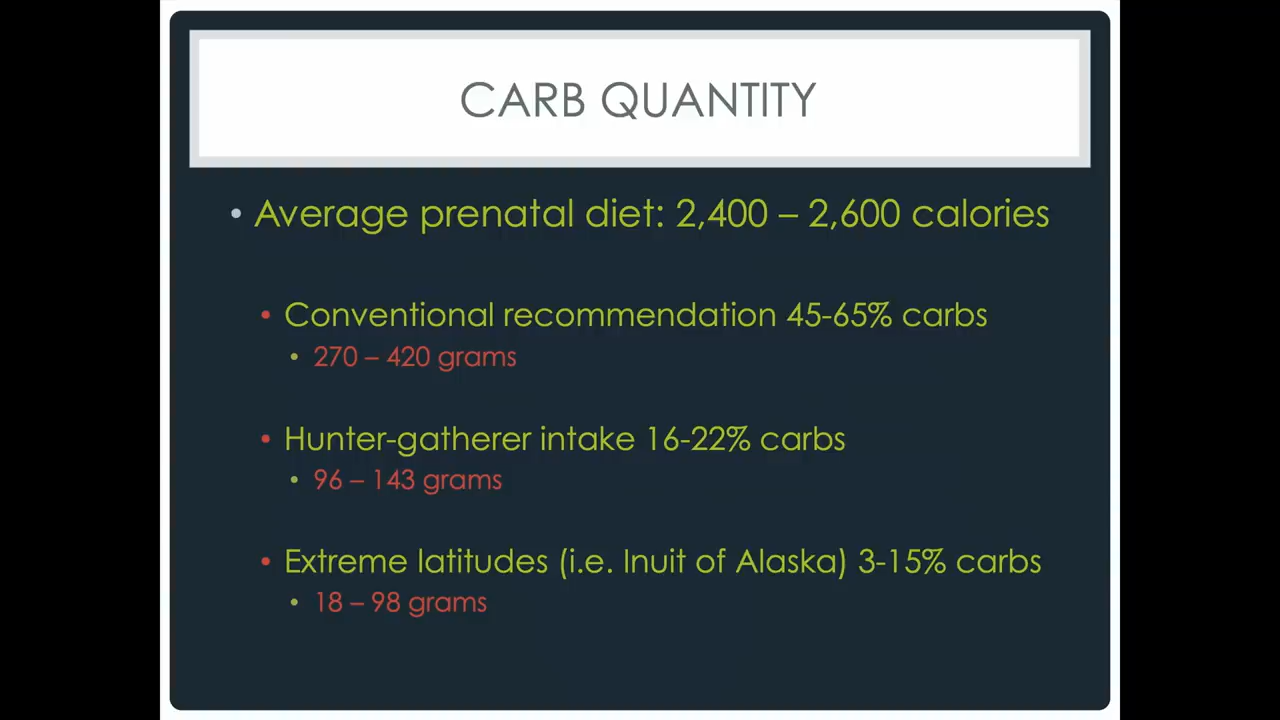 CARB QUANTITY
• Average prenatal diet: 2,400 – 2,600 calories
• Conventional recommendation 45-65% carbs
• 270 – 420 grams
• Hunter-gatherer intake 16-22% carbs
• 96 – 143 grams
• Extreme latitudes (i.e. Inuit of Alaska) 3-15% carbs
• 18 – 98 grams